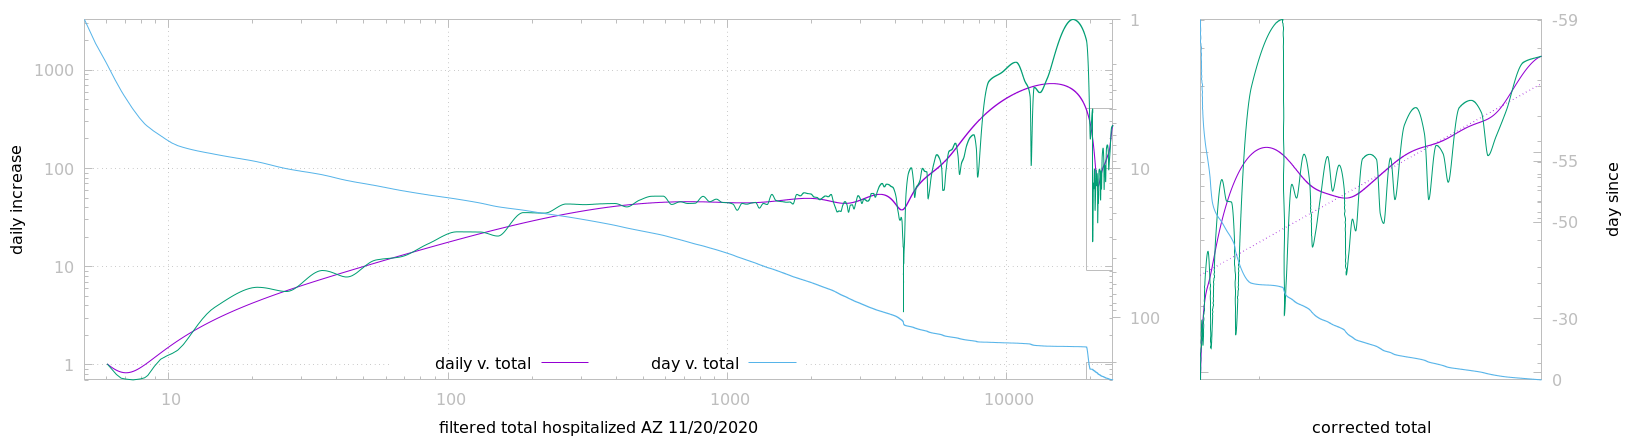 1000
100
10
1
daily increase
10
100
1000
10000
filtered total hospitalized AZ 11/20/2020
daily v. total
day v. total
1
10
100
-59
-55
-50
-30
0
day since
corrected total